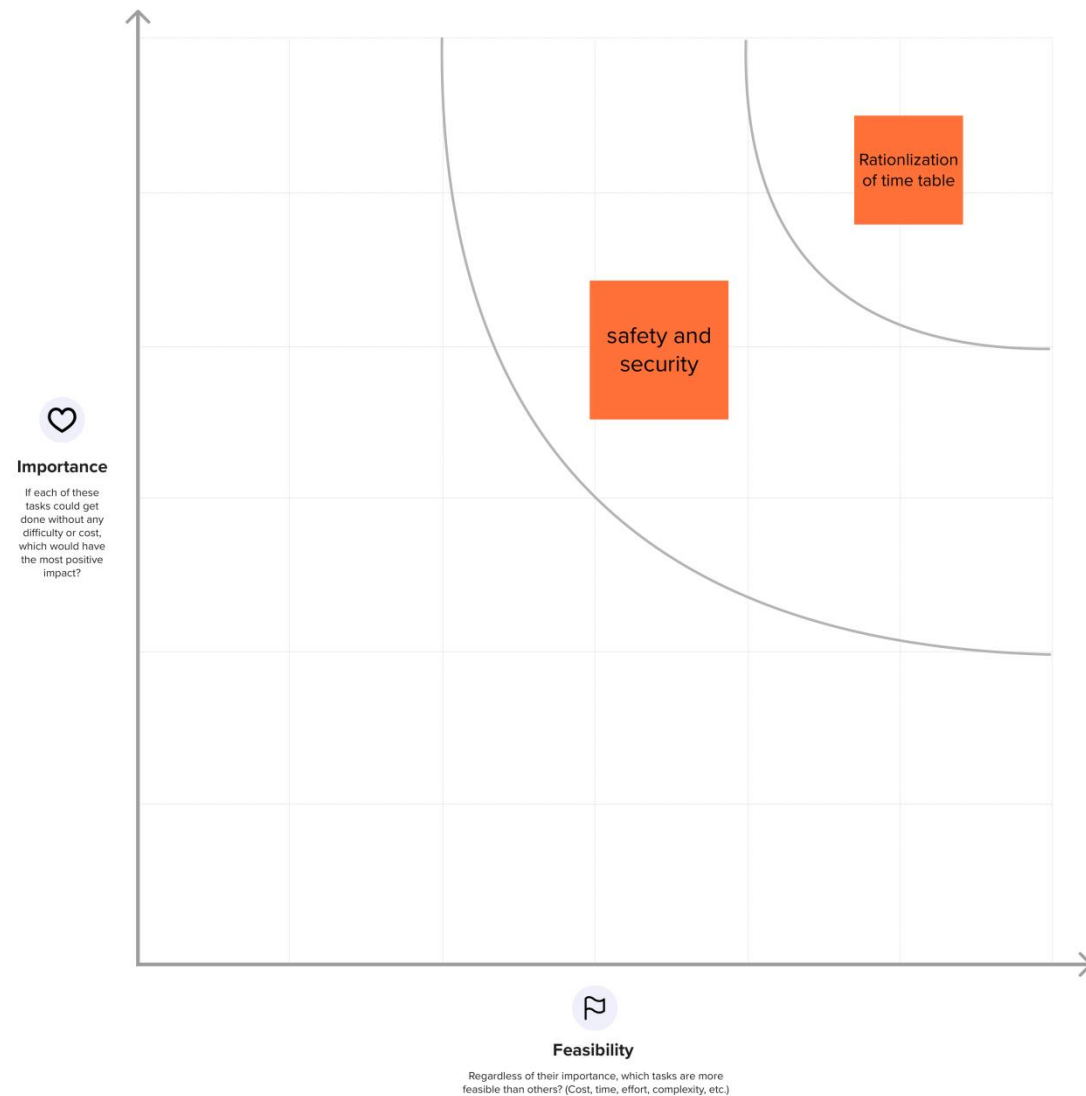 Rationlization
of time table
safety and
security
Importance
If each of these
tasks could get
done without any
difficulty or cost,
which would have
the most positive
impact?
Feasibility
Regardless of their importance, which tasks are more
feasible than others? (Cost, time, effort, complexity, etc.)